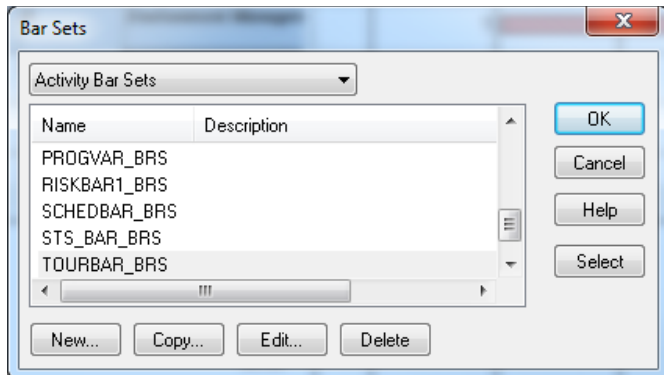 Bar Sets
Activity Bar Sets
Name Description
PROGVAR_BRS
RISKBAR1_BRS
SCHEDBAR_BRS
STS_BAR_BRS
TOURBAR_BRS
OK
Cancel
Help
Select
New... Copy... Edit... Delete